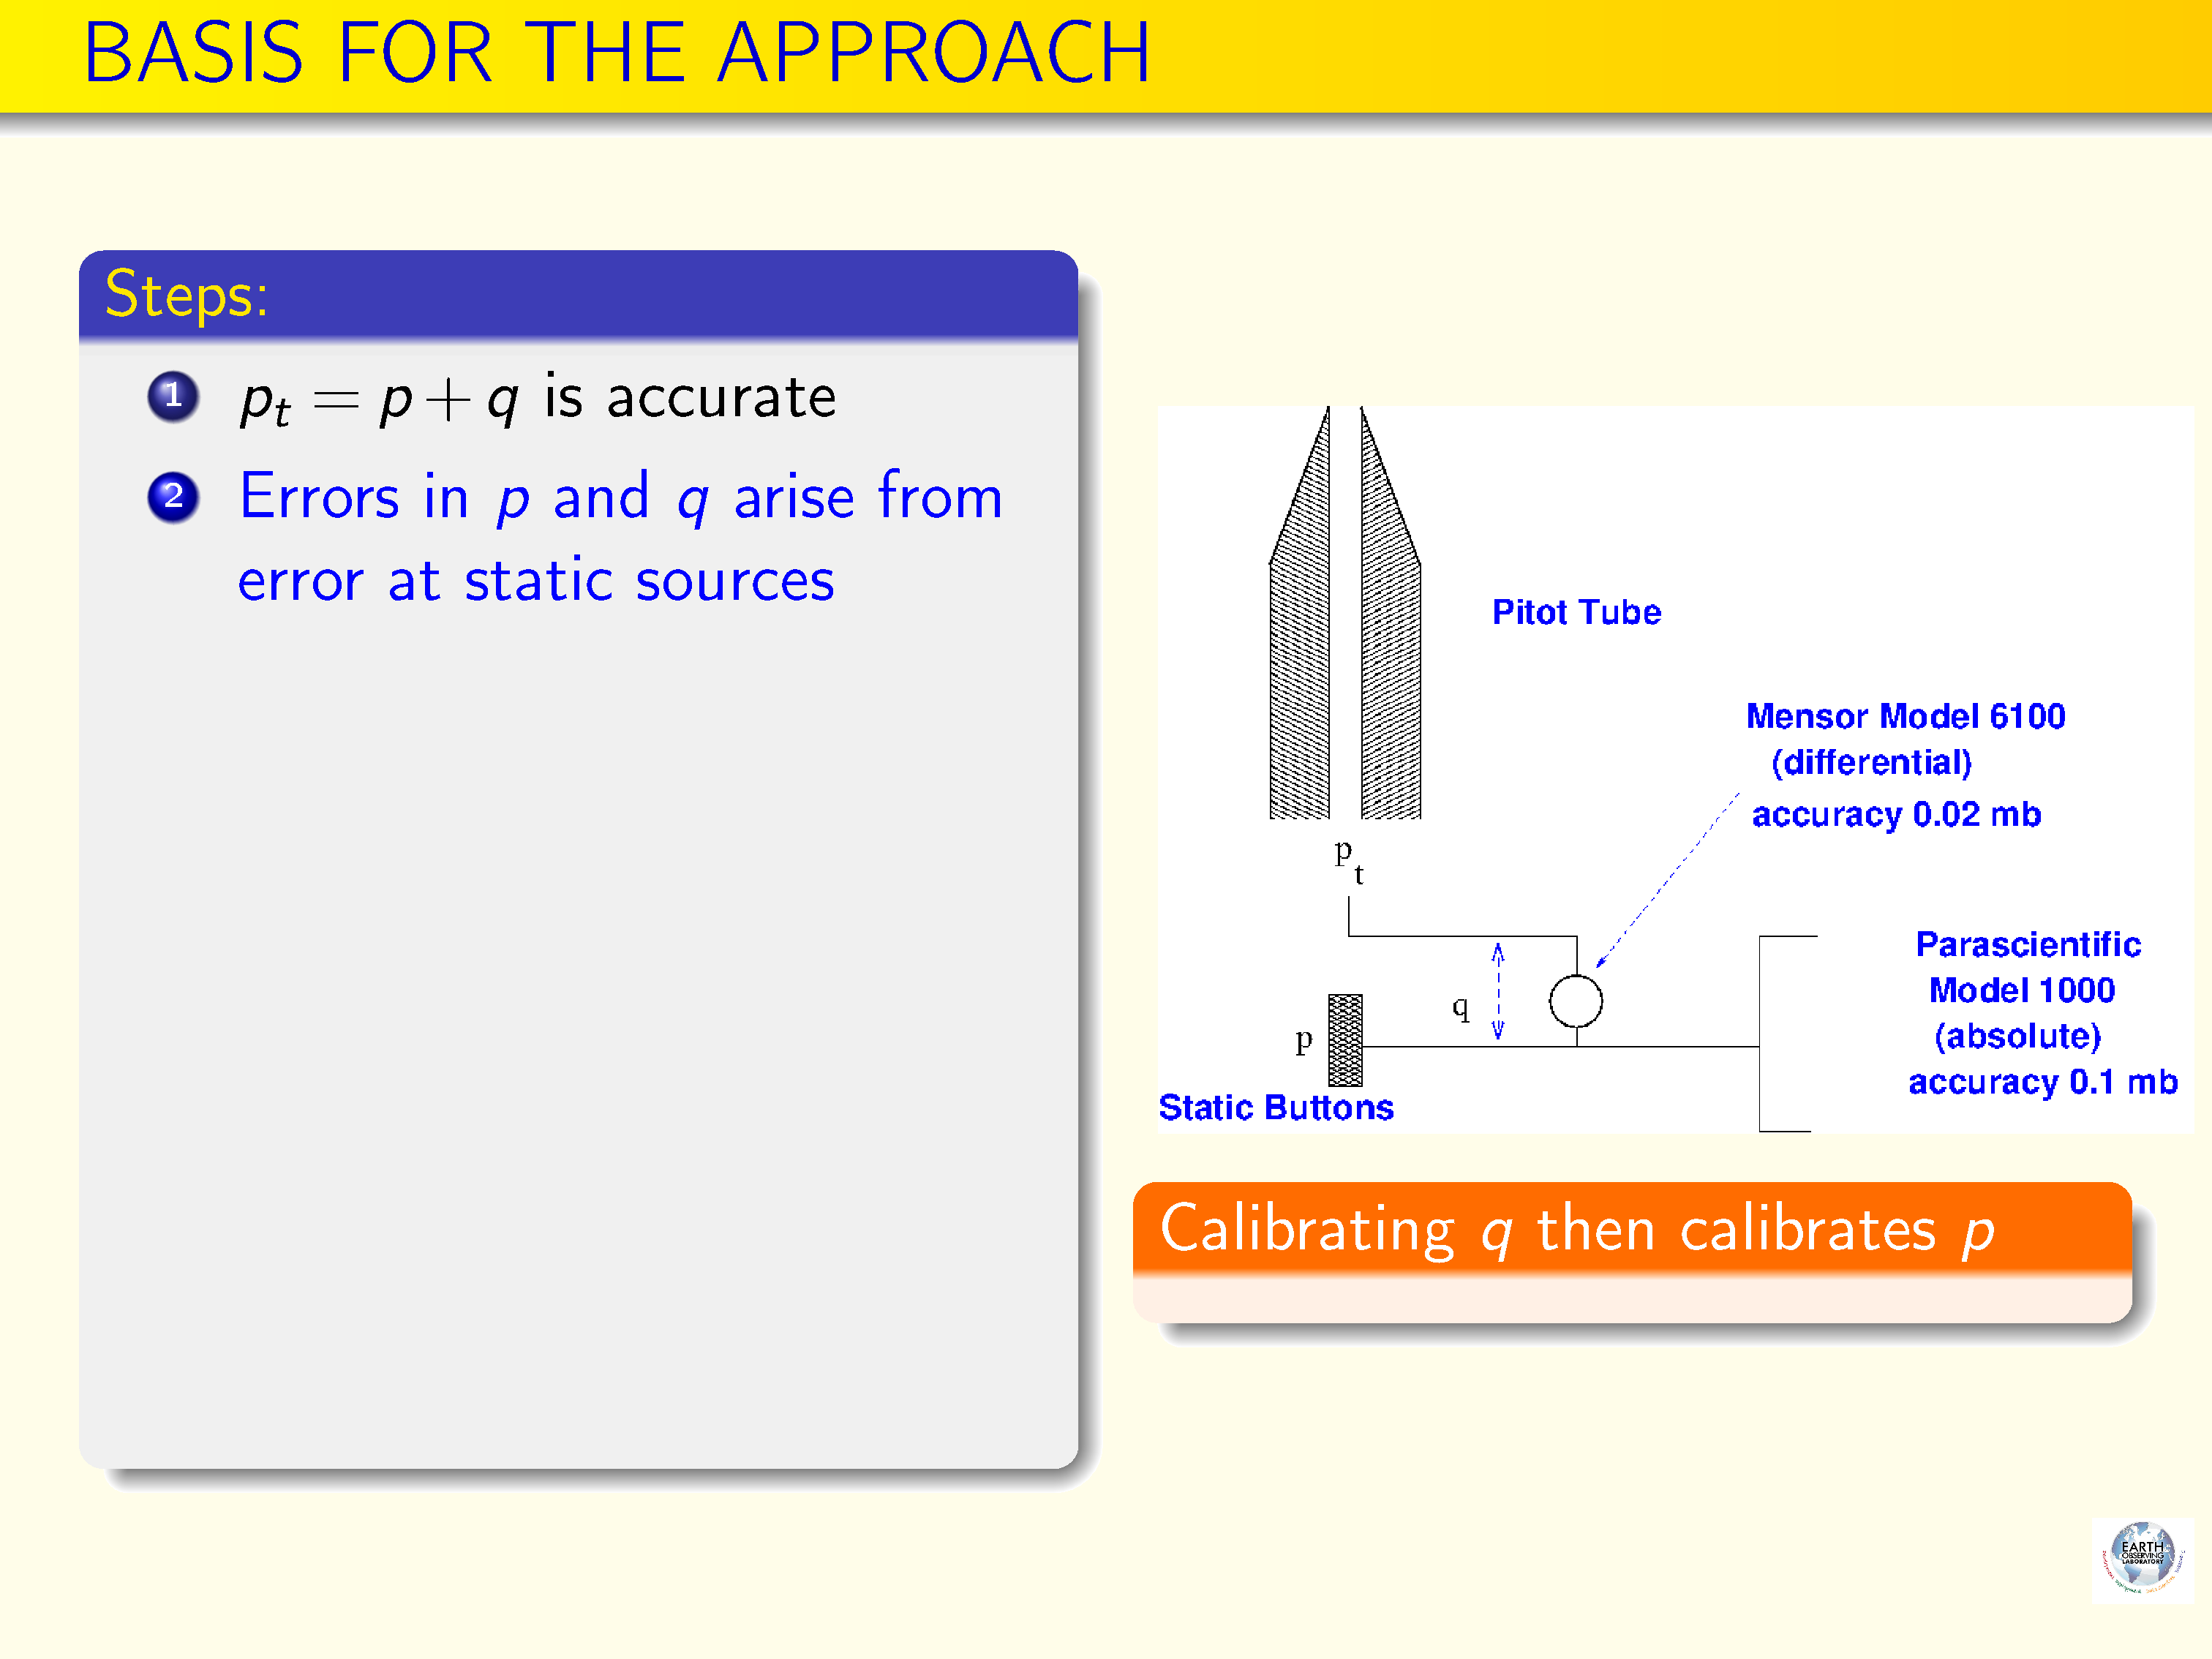 BASIS FOR THE APPROACH
Steps:
1 pₜ = p + q is accurate
2 Errors in p and q arise from
error at static sources
Pitot Tube
Mensor Model 6100
(differential)
accuracy 0.02 mb
p
t
Parascientific
Model 1000
(absolute)
accuracy 0.1 mb
q
p
Static Buttons
Calibrating q then calibrates p
EARTH
OBSERVING
LABORATORY